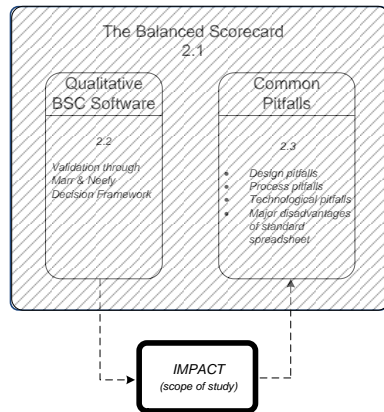 The Balanced Scorecard
2.1
Qualitative
BSC Software
2.2
Validation through
Marr & Neely
Decision Framework
Common
Pitfalls
2.3
• Design pitfalls
• Process pitfalls
• Technological pitfalls
• Major disadvantages
of standard
spreadsheet
IMPACT
(scope of study)